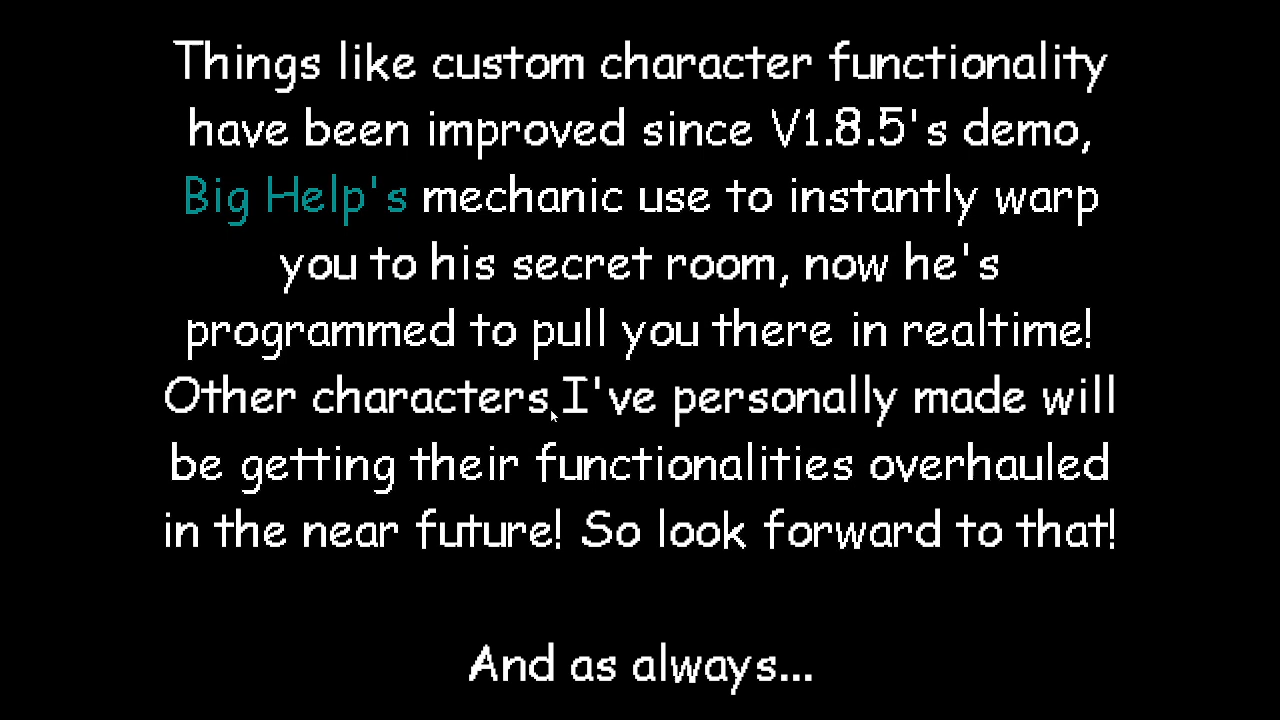 Things like custom character functionality
have been improved since V1.8.5's demo,
Big Help's mechanic use to instantly warp
you to his secret room, now he's
programmed to pull you there in realtime!
Other characters I've personally made will
be getting their functionalities overhauled
in the near future! So look forward to that!
And as always...